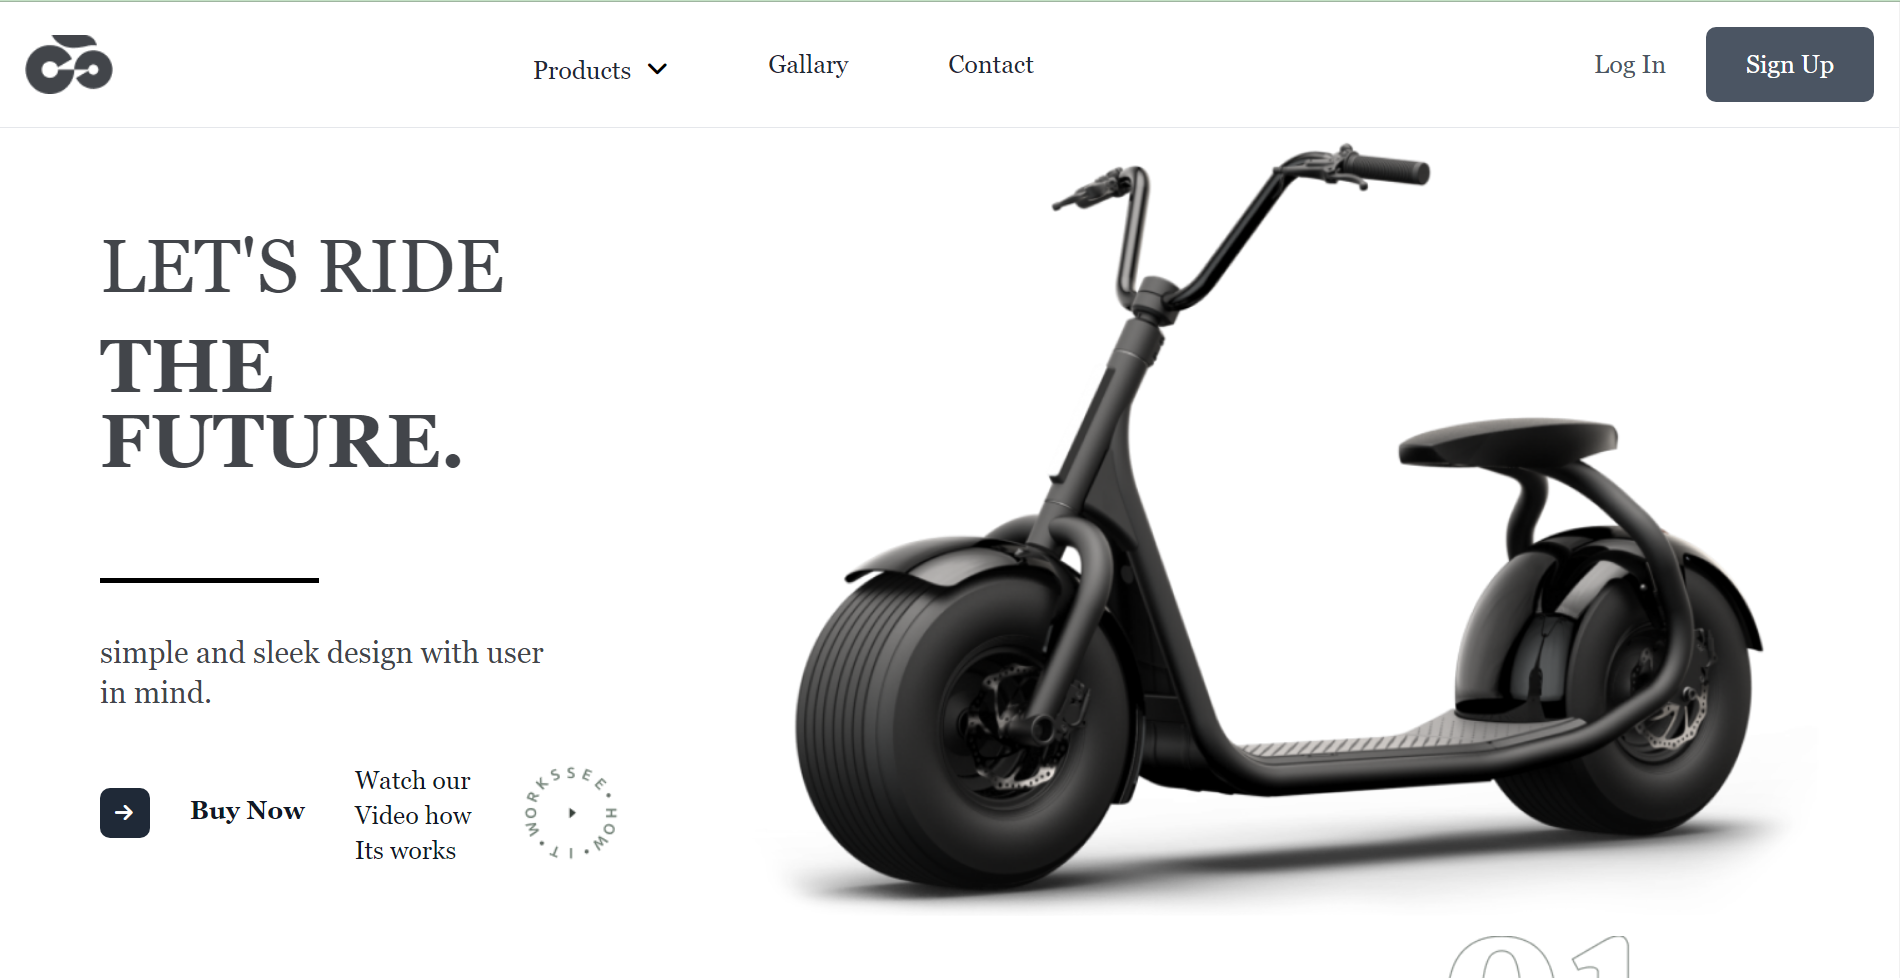 Products
Gallary
Contact
Log In
Sign Up
LET'S RIDE
THE
FUTURE.
simple and sleek design with user
in mind.
Buy Now
Watch our
Video how
Its works
SEE • HOW • IT • WORKS
01